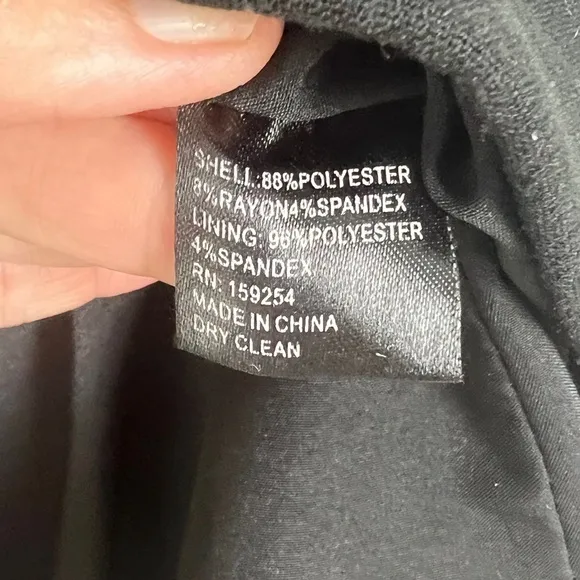 SHELL:88%POLYESTER
8%RAYON4%SPANDEX
LINING: 96%POLYESTER
4%SPANDEX
RN: 159254
MADE IN CHINA
DRY CLEAN